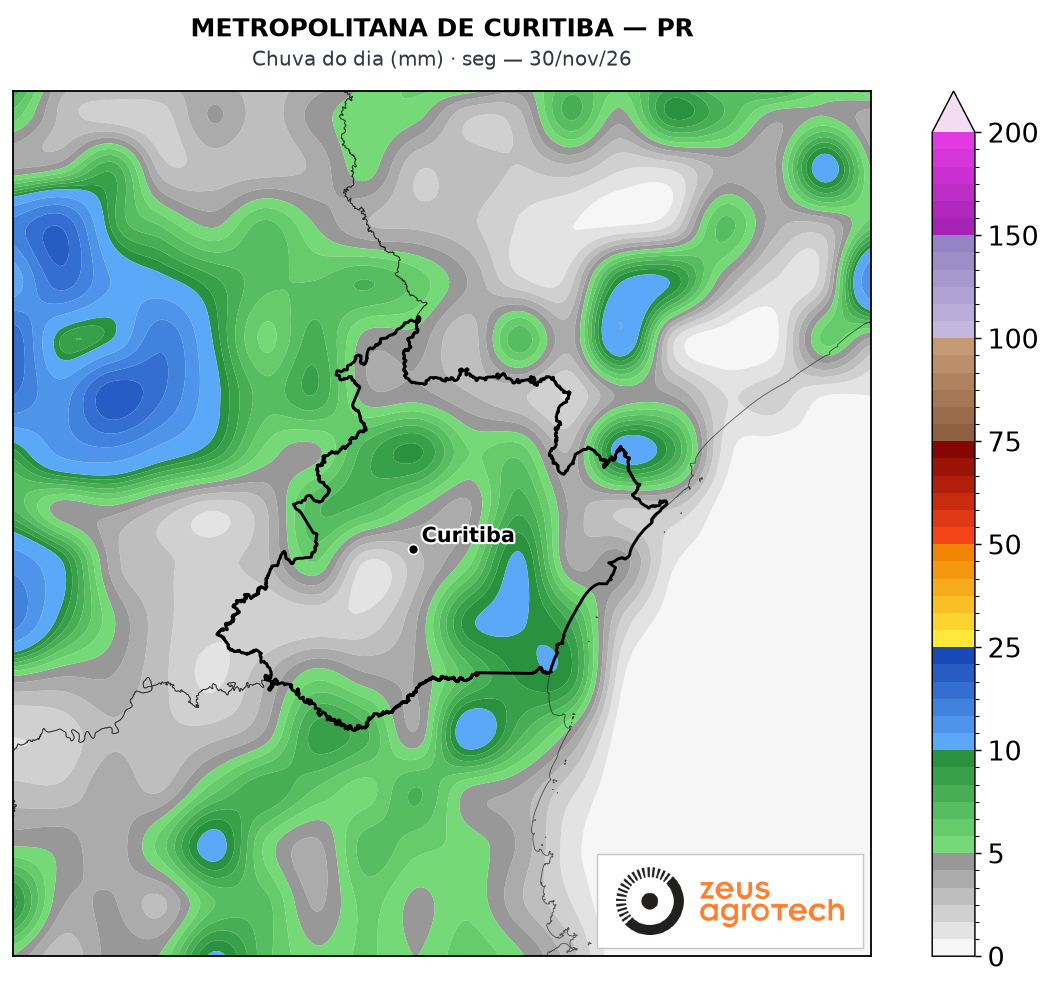 METROPOLITANA DE CURITIBA — PR
Chuva do dia (mm) · seg — 30/nov/26
200
150
100
75
50
25
10
5
0
Curitiba
zeus
agrotech